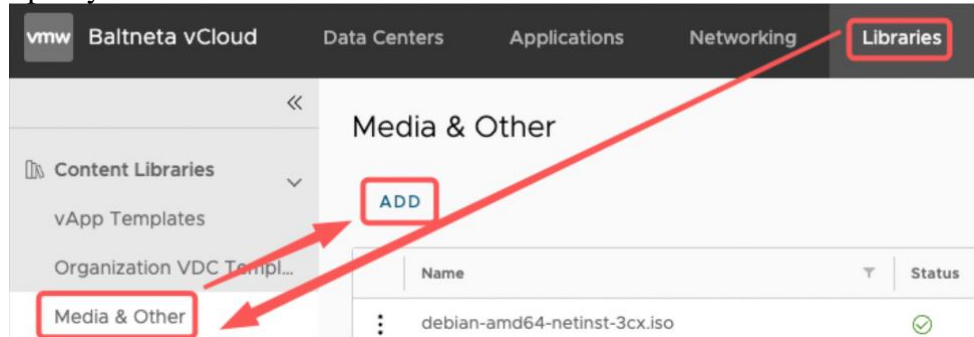 vmw Baltneta vCloud Data Centers Applications Networking Libraries
Content Libraries
vApp Templates
Organization VDC Templ...
Media & Other
Media & Other
ADD
Name Status
debian-amd64-netinst-3cx.iso